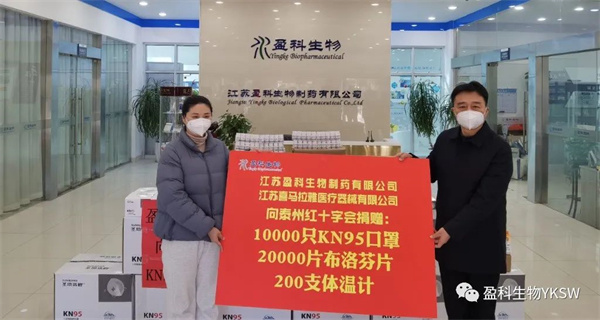 盈科生物
Yingke Biopharmaceutical
江苏盈科生物制药有限公司
Jiangsu Yingke Biological Pharmaceutical Co.,Ltd.
盈科生物
江苏盈科生物制药有限公司
江苏喜马拉雅医疗器械有限公司
向泰州红十字会捐赠：
10000只KN95口罩
20000片布洛芬片
200支体温计
KN95
KN95
KN95
KN95
盈科生物YKSW